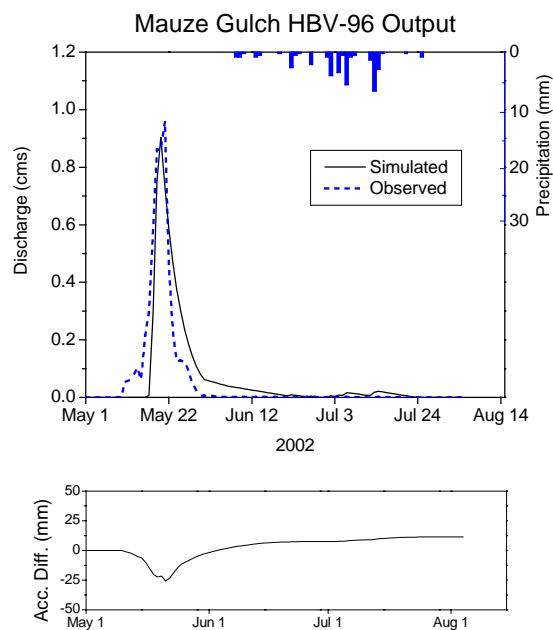 Mauze Gulch HBV-96 Output
1.2
1.0
0.8
0.6
0.4
0.2
0.0
Discharge (cms)
0
10
20
30
Precipitation (mm)
Simulated
Observed
May 1
May 22
Jun 12
Jul 3
Jul 24
Aug 14
2002
50
25
0
-25
-50
Acc. Diff. (mm)
May 1
Jun 1
Jul 1
Aug 1